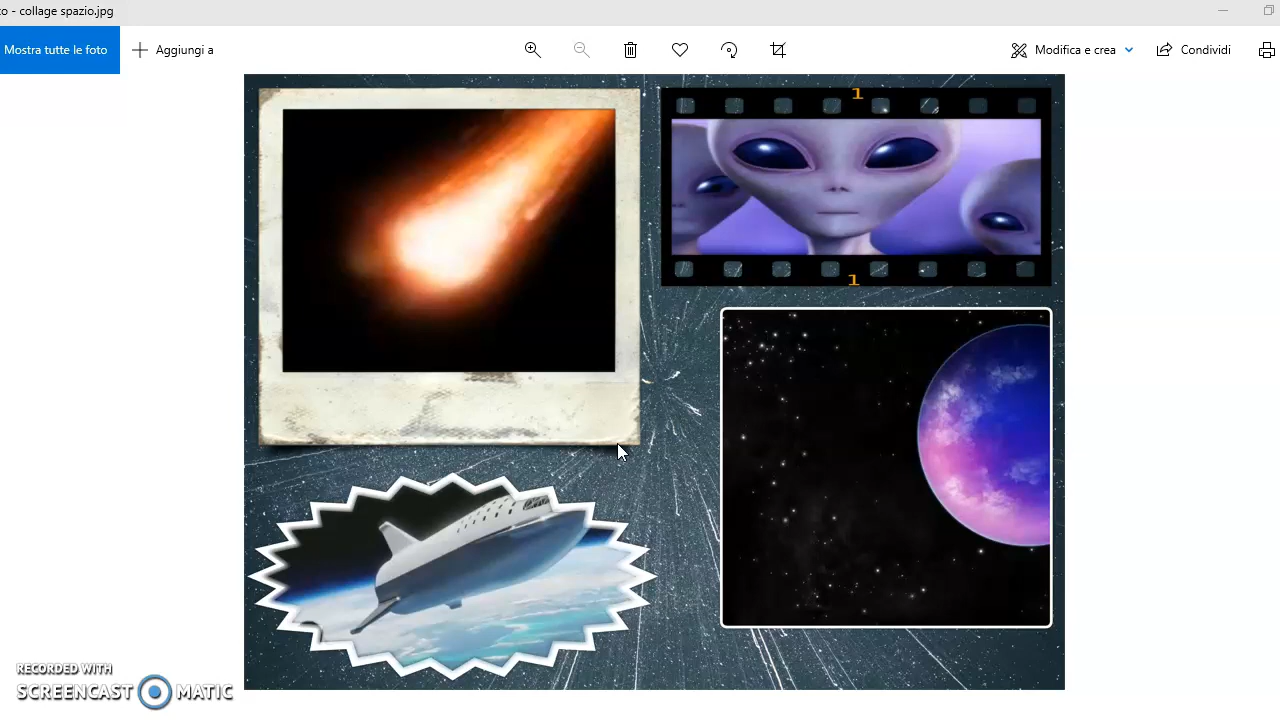 o - collage spazio.jpg
Mostra tutte le foto
Aggiungi a
Modifica e crea
Condividi
1
1
RECORDED WITH
SCREENCAST MATIC